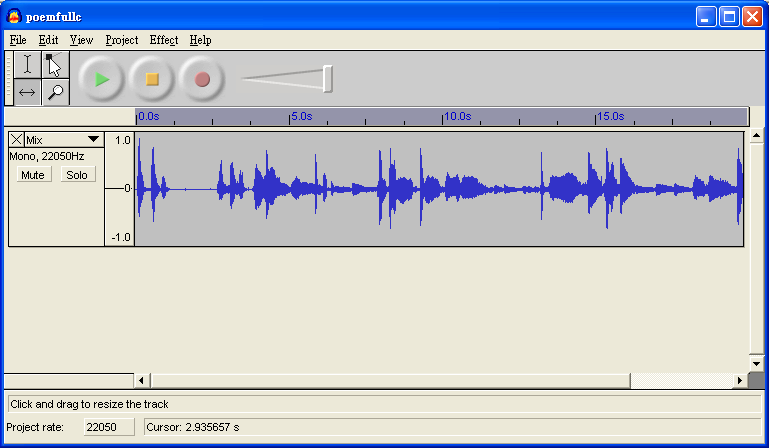 poemfullc
File Edit View Project Effect Help
0.0s 5.0s 10.0s 15.0s
Mix 1.0
Mono, 22050Hz
Mute Solo 0
-1.0
Click and drag to resize the track
Project rate: 22050 Cursor: 2.935657 s